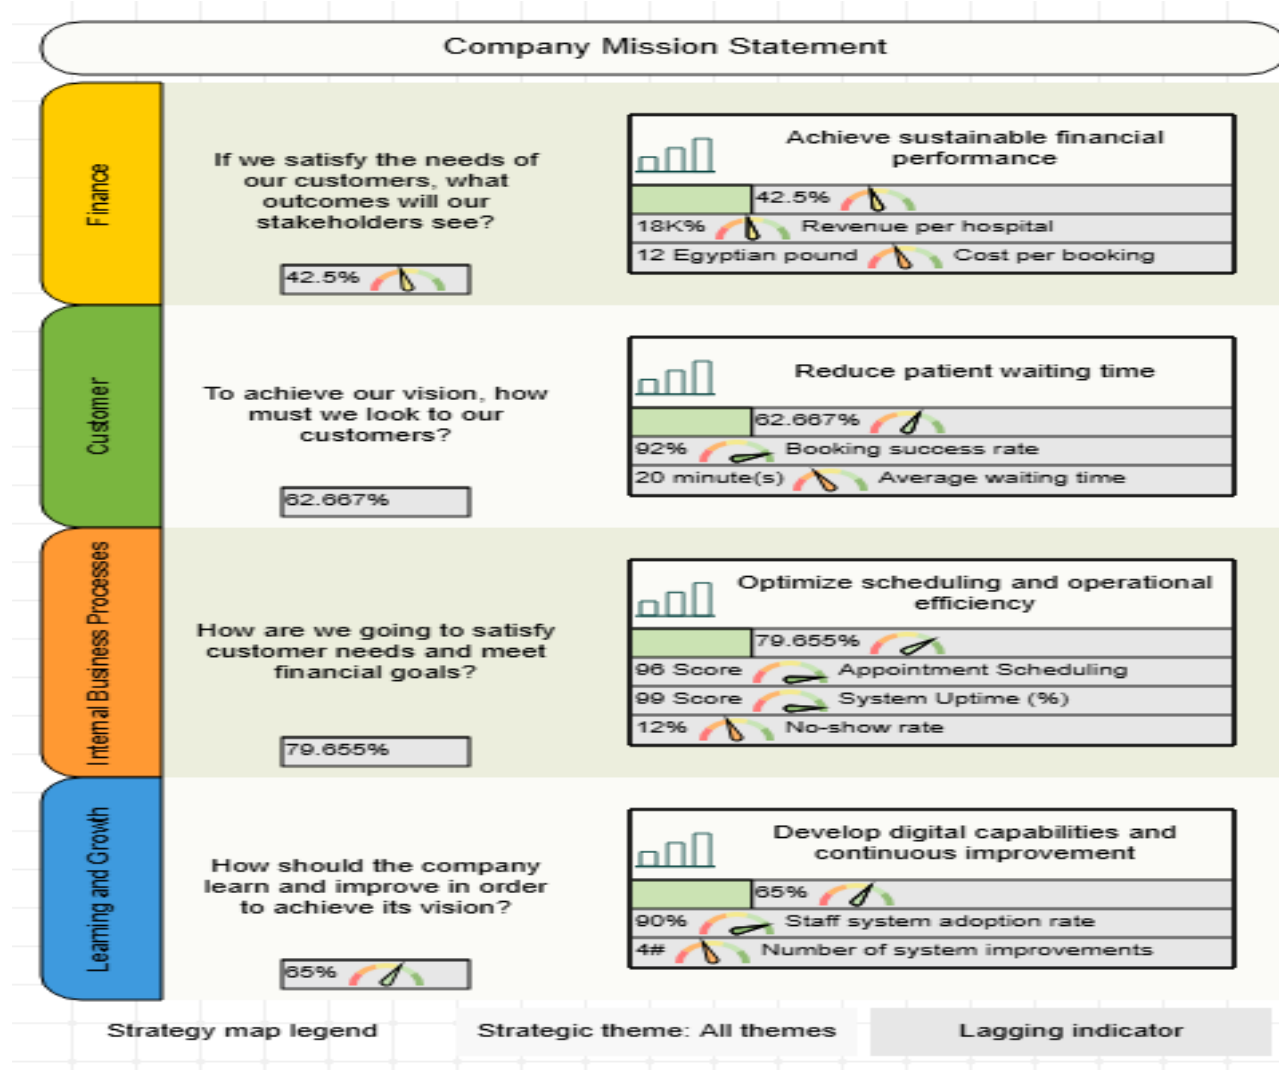 Company Mission Statement
Finance
If we satisfy the needs of
our customers, what
outcomes will our
stakeholders see?
42.5%
Achieve sustainable financial
performance
42.5%
18K% Revenue per hospital
12 Egyptian pound Cost per booking
Customer
To achieve our vision, how
must we look to our
customers?
62.667%
Reduce patient waiting time
62.667%
92% Booking success rate
20 minute(s) Average waiting time
Internal Business Processes
How are we going to satisfy
customer needs and meet
financial goals?
79.655%
Optimize scheduling and operational
efficiency
79.655%
96 Score Appointment Scheduling
99 Score System Uptime (%)
12% No-show rate
Learning and Growth
How should the company
learn and improve in order
to achieve its vision?
65%
Develop digital capabilities and
continuous improvement
65%
90% Staff system adoption rate
4# Number of system improvements
Strategy map legend
Strategic theme: All themes
Lagging indicator